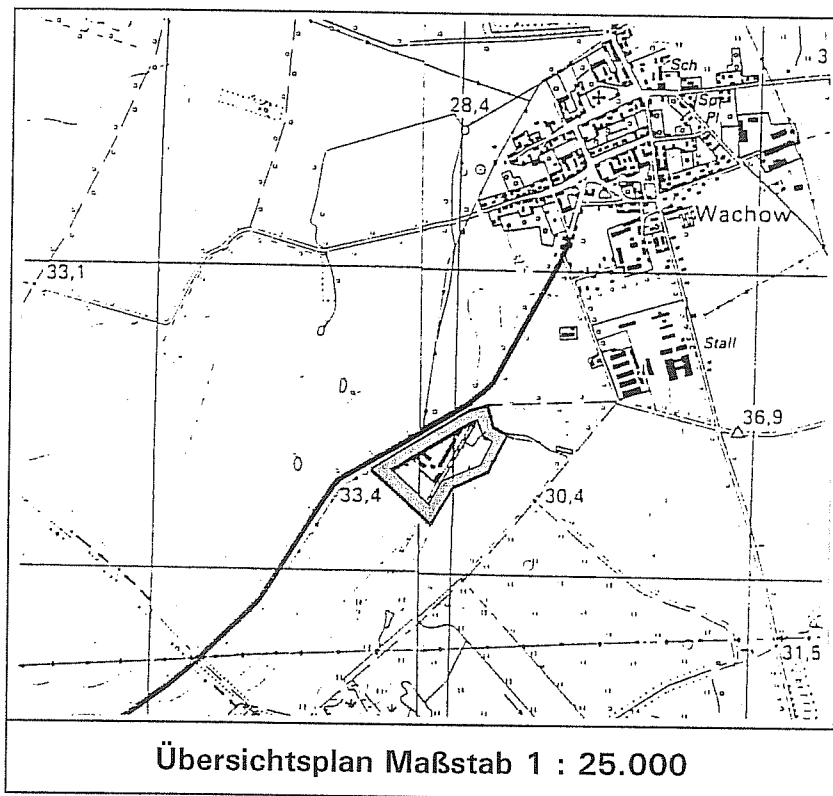 Sch
3
28,4
Sp.
Pl
Wachow
33,1
Stall
36,9
33,4
30,4
31,5
Übersichtsplan Maßstab 1 : 25.000